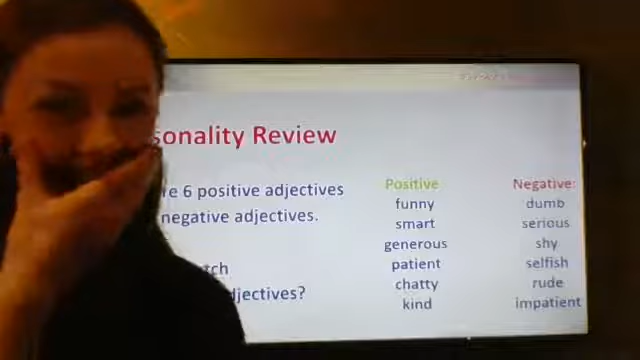 sonality Review
re 6 positive adjectives
negative adjectives.
tch
djectives?
Positive
funny
smart
generous
patient
chatty
kind
Negative:
dumb
serious
shy
selfish
rude
impatient